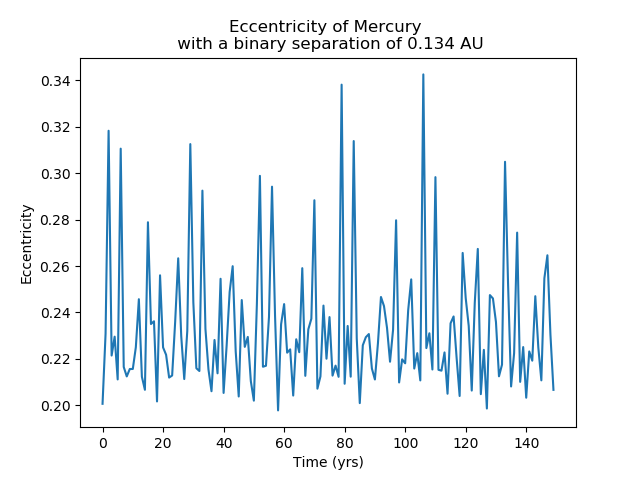 Eccentricity of Mercury
with a binary separation of 0.134 AU
0.34
0.32
0.30
0.28
0.26
0.24
0.22
0.20
Eccentricity
0 20 40 60 80 100 120 140
Time (yrs)